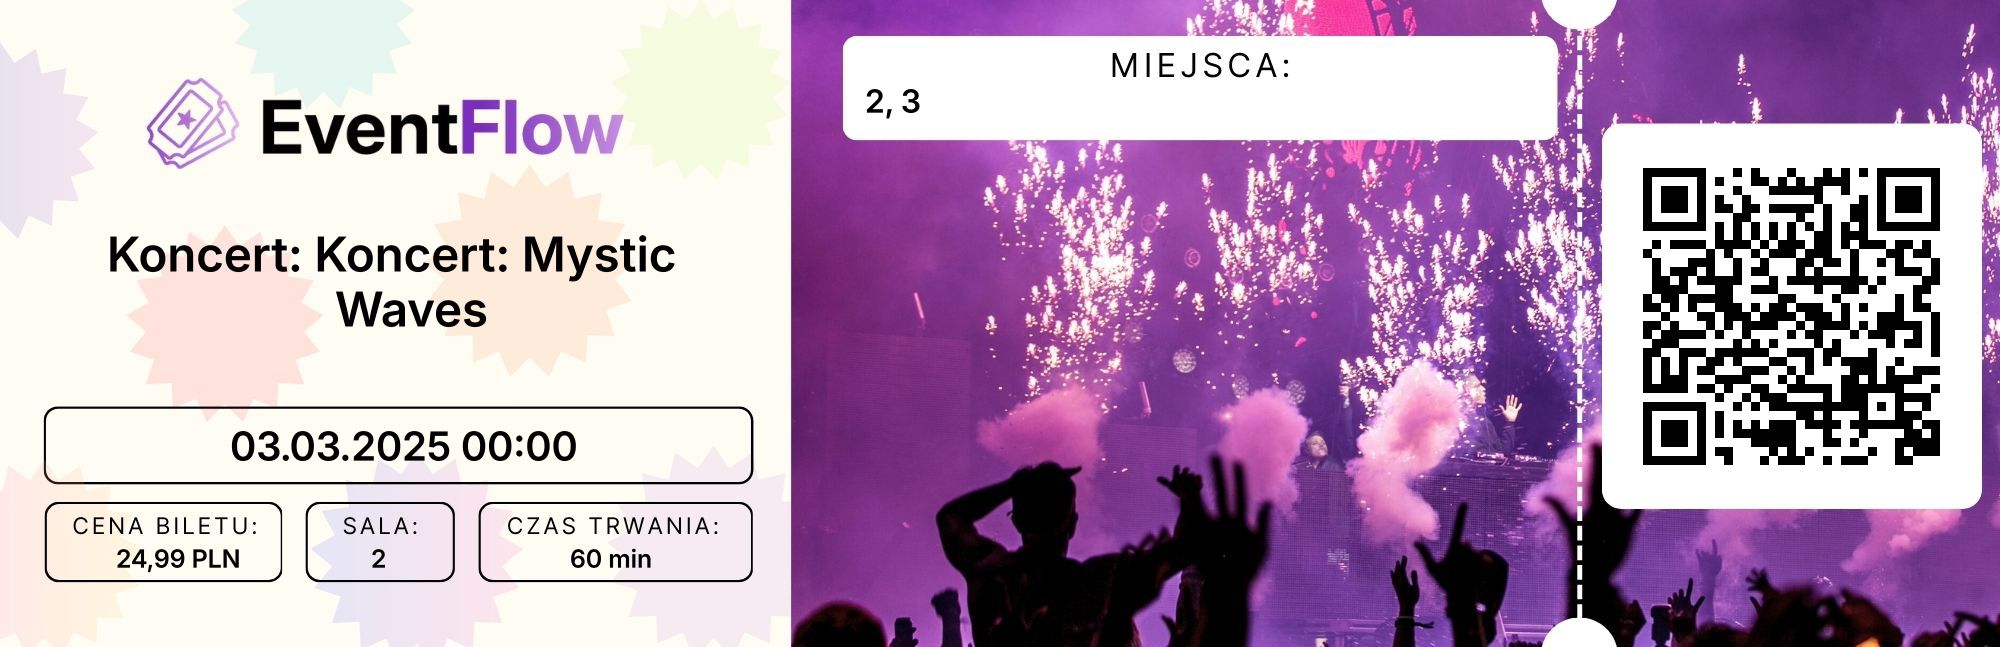 EventFlow
Koncert: Koncert: Mystic
Waves
03.03.2025 00:00
CENA BILETU:
24,99 PLN
SALA:
2
CZAS TRWANIA:
60 min
MIEJSCA:
2, 3